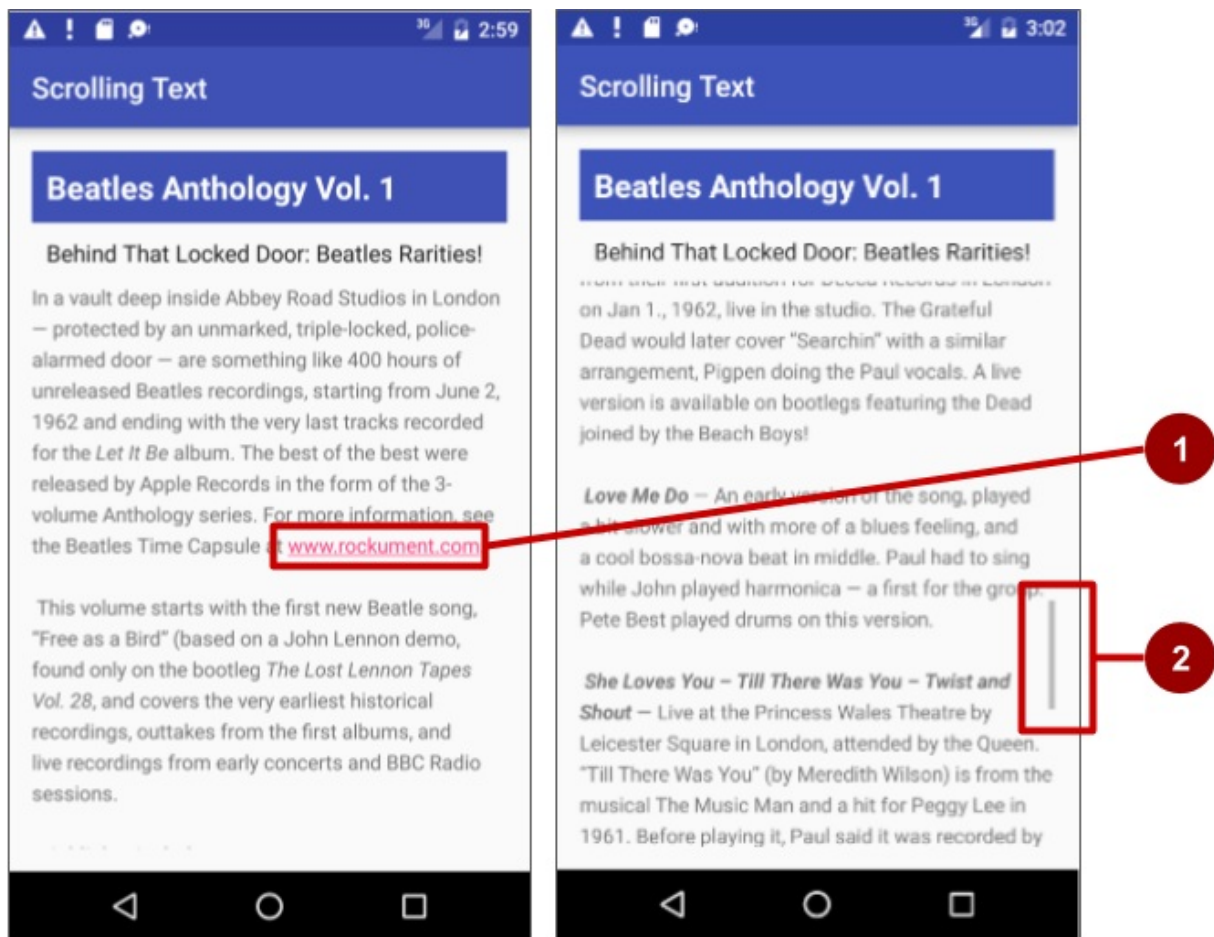 3G 2:59
Scrolling Text
Beatles Anthology Vol. 1
Behind That Locked Door: Beatles Rarities!
In a vault deep inside Abbey Road Studios in London
— protected by an unmarked, triple-locked, police-
alarmed door — are something like 400 hours of
unreleased Beatles recordings, starting from June 2,
1962 and ending with the very last tracks recorded
for the Let It Be album. The best of the best were
released by Apple Records in the form of the 3-
volume Anthology series. For more information, see
the Beatles Time Capsule at www.rockument.com
This volume starts with the first new Beatle song,
“Free as a Bird” (based on a John Lennon demo,
found only on the bootleg The Lost Lennon Tapes
Vol. 28, and covers the very earliest historical
recordings, outtakes from the first albums, and
live recordings from early concerts and BBC Radio
sessions.
3G 3:02
Scrolling Text
Beatles Anthology Vol. 1
Behind That Locked Door: Beatles Rarities!
on Jan 1., 1962, live in the studio. The Grateful
Dead would later cover “Searchin” with a similar
arrangement, Pigpen doing the Paul vocals. A live
version is available on bootlegs featuring the Dead
joined by the Beach Boys!
Love Me Do — An early version of the song, played
a bit slower and with more of a blues feeling, and
a cool bossa-nova beat in middle. Paul had to sing
while John played harmonica — a first for the group.
Pete Best played drums on this version.
She Loves You – Till There Was You – Twist and
Shout — Live at the Princess Wales Theatre by
Leicester Square in London, attended by the Queen.
“Till There Was You” (by Meredith Wilson) is from the
musical The Music Man and a hit for Peggy Lee in
1961. Before playing it, Paul said it was recorded by
1
2